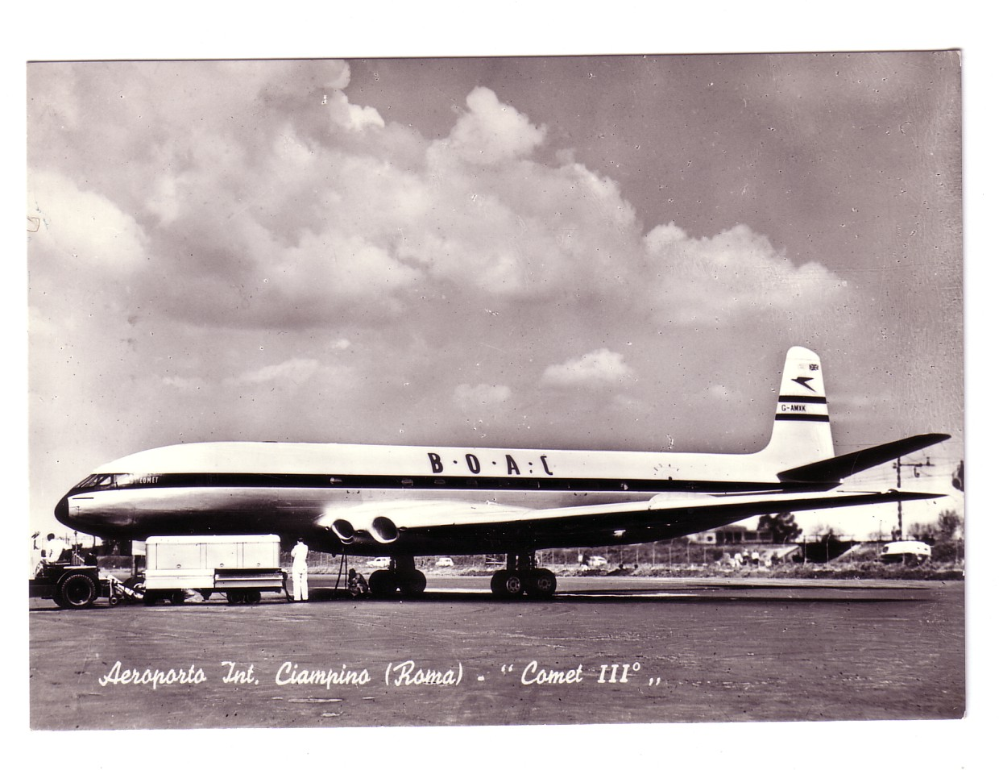 G-AMXK
B·O·A:C
COMET
Aeroporto Int. Ciampino (Roma) - “ Comet III° „